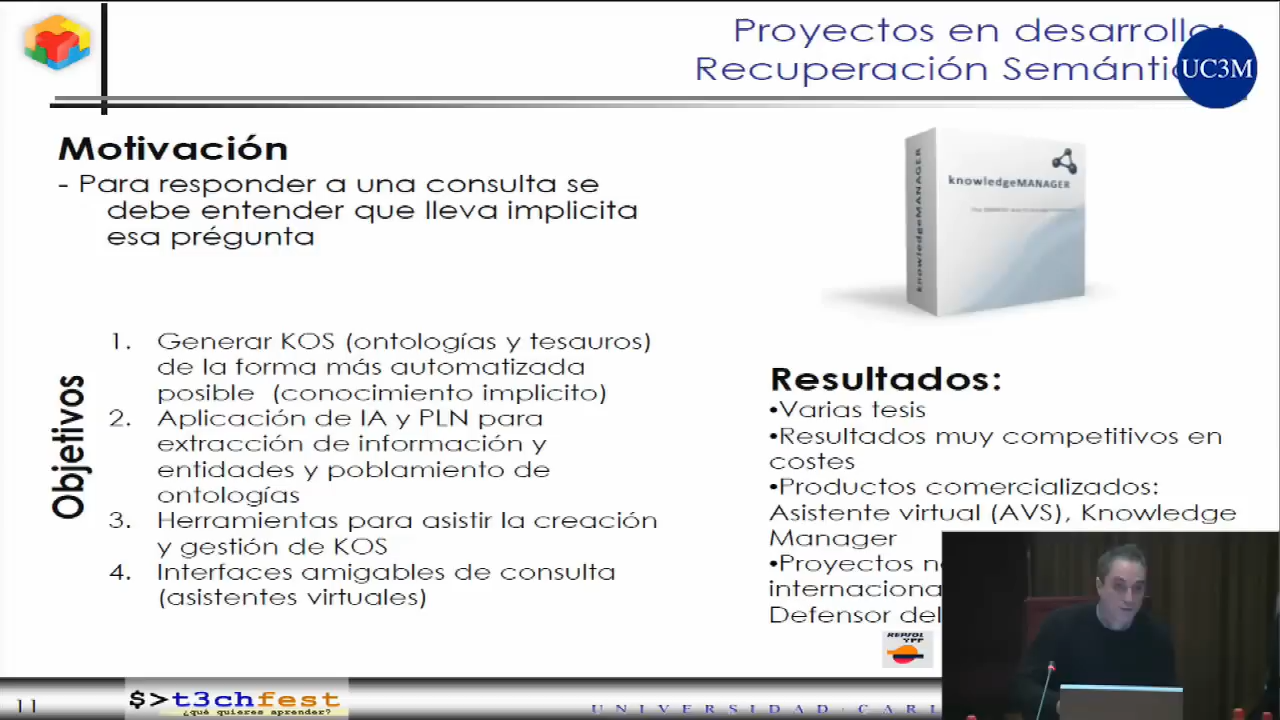 Proyectos en desarrollo:
Recuperación Semánti
UC3M
Motivación
- Para responder a una consulta se
debe entender que lleva implicita
esa prégunta
knowledgeMANAGER
knowledgeMANAGER
Objetivos
1. Generar KOS (ontologías y tesauros)
de la forma más automatizada
posible (conocimiento implicito)
2. Aplicación de IA y PLN para
extracción de información y
entidades y poblamiento de
ontologías
3. Herramientas para asistir la creación
y gestión de KOS
4. Interfaces amigables de consulta
(asistentes virtuales)
Resultados:
•Varias tesis
•Resultados muy competitivos en
costes
•Productos comercializados:
Asistente virtual (AVS), Knowledge
Manager
•Proyectos n
internaciona
Defensor del
REPSOL
YPF
11
$>t3chfest
¿qué quieres aprender?
UNIVERSIDAD · CARL